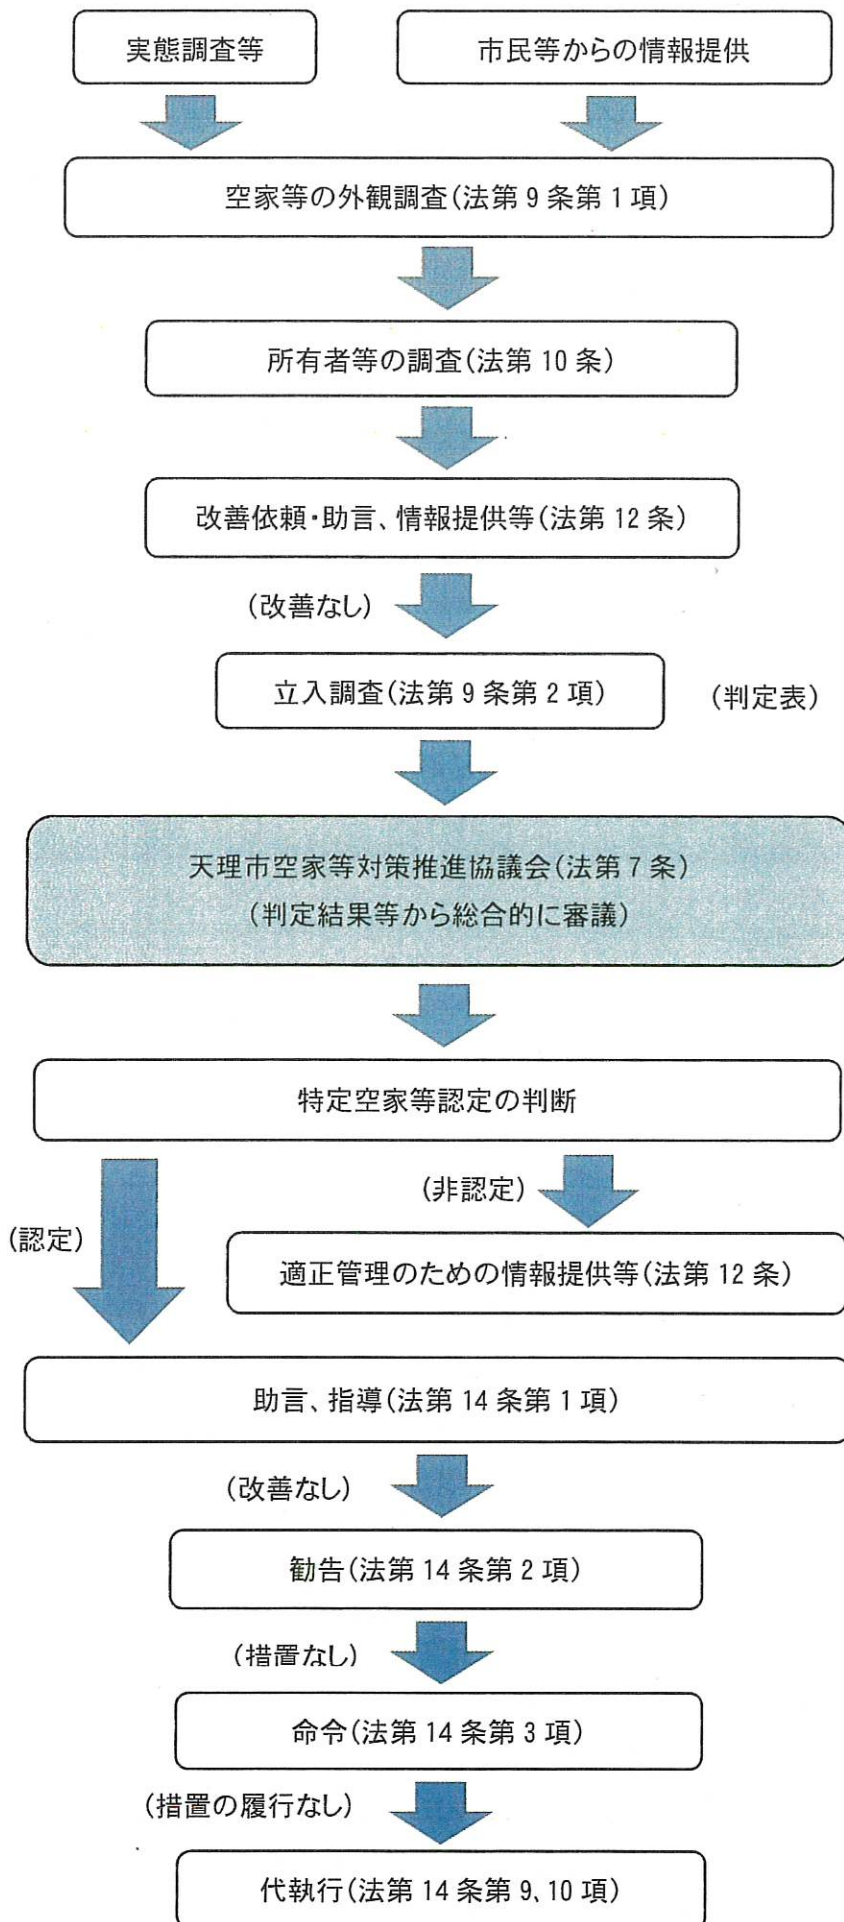 実態調査等
市民等からの情報提供
空家等の外観調査(法第9条第1項)
所有者等の調査(法第10条)
改善依頼・助言、情報提供等(法第12条)
(改善なし)
立入調査(法第9条第2項)
(判定表)
天理市空家等対策推進協議会(法第7条)
(判定結果等から総合的に審議)
特定空家等認定の判断
(非認定)
(認定)
適正管理のための情報提供等(法第12条)
助言、指導(法第14条第1項)
(改善なし)
勧告(法第14条第2項)
(措置なし)
命令(法第14条第3項)
(措置の履行なし)
代執行(法第14条第9、10項)